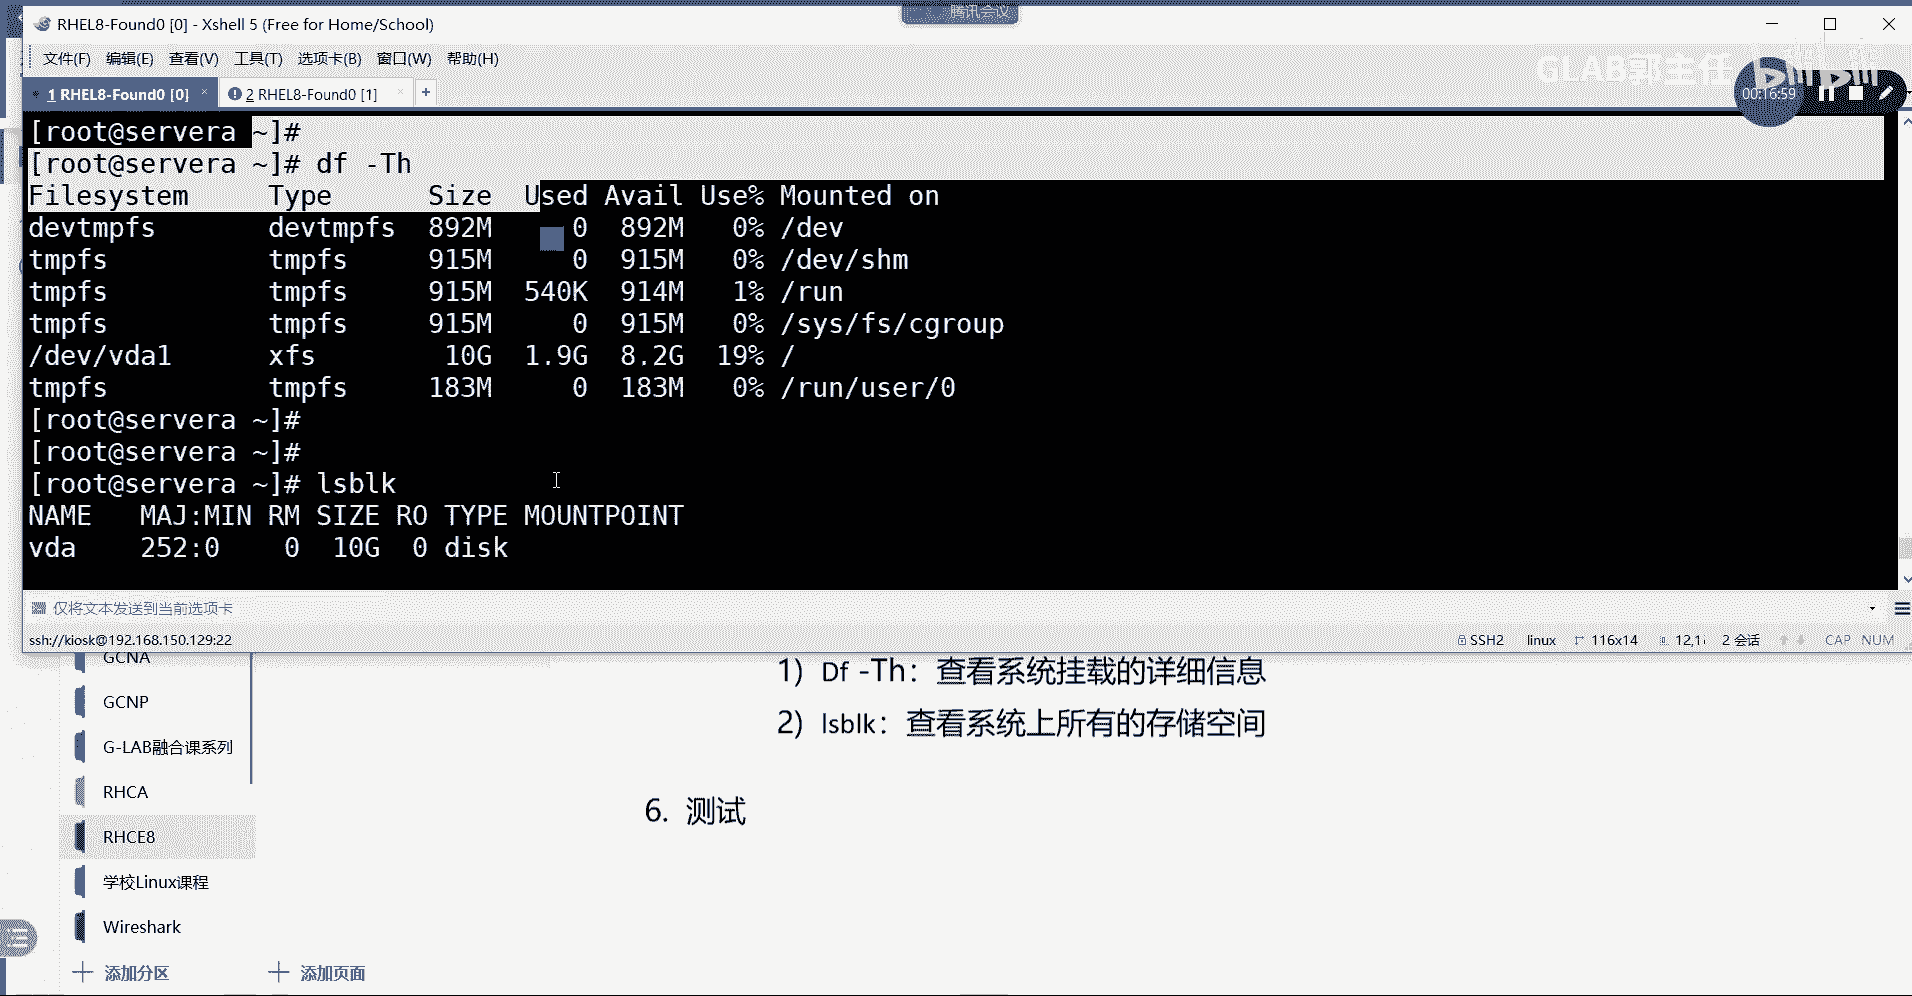 腾讯会议
RHEL8-Found0 [0] - Xshell 5 (Free for Home/School)
文件(F) 编辑(E) 查看(V) 工具(T) 选项卡(B) 窗口(W) 帮助(H)
GLAB郭主任 bilibili
00:16:59
1 RHEL8-Found0 [0] × 2 RHEL8-Found0 [1] × +
[root@servera ~]#
[root@servera ~]# df -Th
Filesystem Type Size Used Avail Use% Mounted on
devtmpfs devtmpfs 892M 0 892M 0% /dev
tmpfs tmpfs 915M 0 915M 0% /dev/shm
tmpfs tmpfs 915M 540K 914M 1% /run
tmpfs tmpfs 915M 0 915M 0% /sys/fs/cgroup
/dev/vda1 xfs 10G 1.9G 8.2G 19% /
tmpfs tmpfs 183M 0 183M 0% /run/user/0
[root@servera ~]#
[root@servera ~]#
[root@servera ~]# lsblk
NAME MAJ:MIN RM SIZE RO TYPE MOUNTPOINT
vda 252:0 0 10G 0 disk
仅将文本发送到当前选项卡
ssh://kiosk@192.168.150.129:22 SSH2 linux 116x14 12,1 2 会话 CAP NUM
GCNA
GCNP
G-LAB融合课系列
RHCA
RHCE8
学校Linux课程
Wireshark
添加分区 添加页面
1) Df -Th：查看系统挂载的详细信息
2) lsblk：查看系统上所有的存储空间
6. 测试